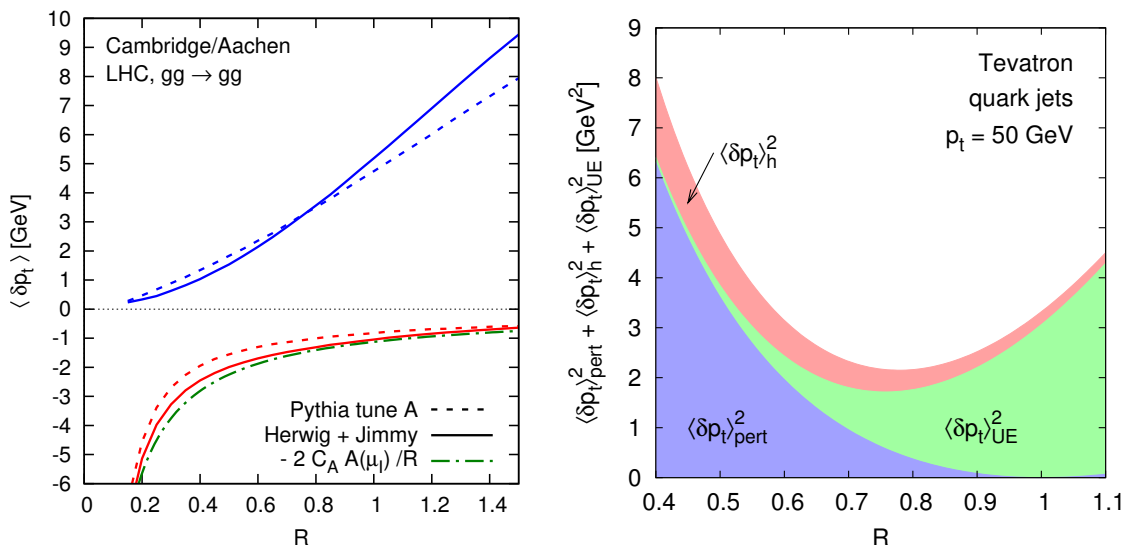 10
9
8
7
6
5
4
3
2
1
0
-1
-2
-3
-4
-5
-6
⟨ δp_t ⟩ [GeV]
Cambridge/Aachen
LHC, gg → gg
Pythia tune A
Herwig + Jimmy
- 2 C_A A(μ_I) /R
0 0.2 0.4 0.6 0.8 1 1.2 1.4
R
9
8
7
6
5
4
3
2
1
0
⟨δp_t⟩²_pert + ⟨δp_t⟩²_h + ⟨δp_t⟩²_UE [GeV²]
Tevatron
quark jets
p_t = 50 GeV
⟨δp_t⟩²_h
⟨δp_t⟩²_pert
⟨δp_t⟩²_UE
0.4 0.5 0.6 0.7 0.8 0.9 1 1.1
R